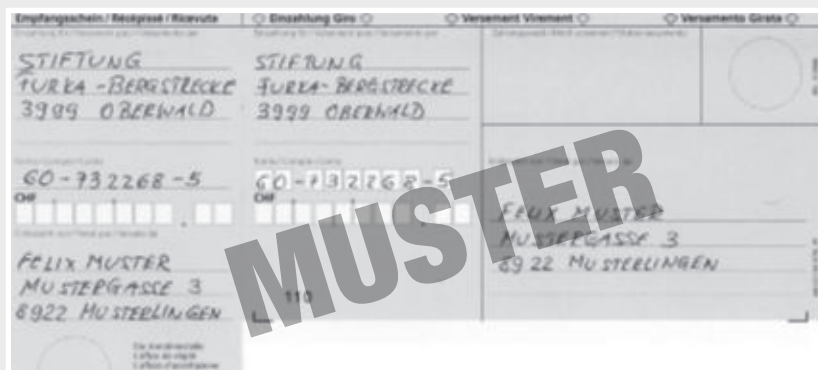 Empfangsschein / Récépissé / Ricevuta
Einzahlung Giro
Versement Virement
Versamento Girata
STIFTUNG
FURKA-BERGSTRECKE
3999 OBERWALD
STIFTUNG
FURKA-BERGSTRECKE
3999 OBERWALD
60-732268-5
CHF
60-732268-5
CHF
FELIX MUSTER
MUSTERGASSE 3
8922 MUSTERLINGEN
FELIX MUSTER
MUSTERGASSE 3
8922 MUSTERLINGEN
110
MUSTER